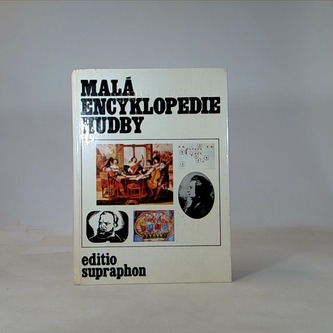 MALÁ
ENCYKLOPEDIE
HUDBY
editio
supraphon